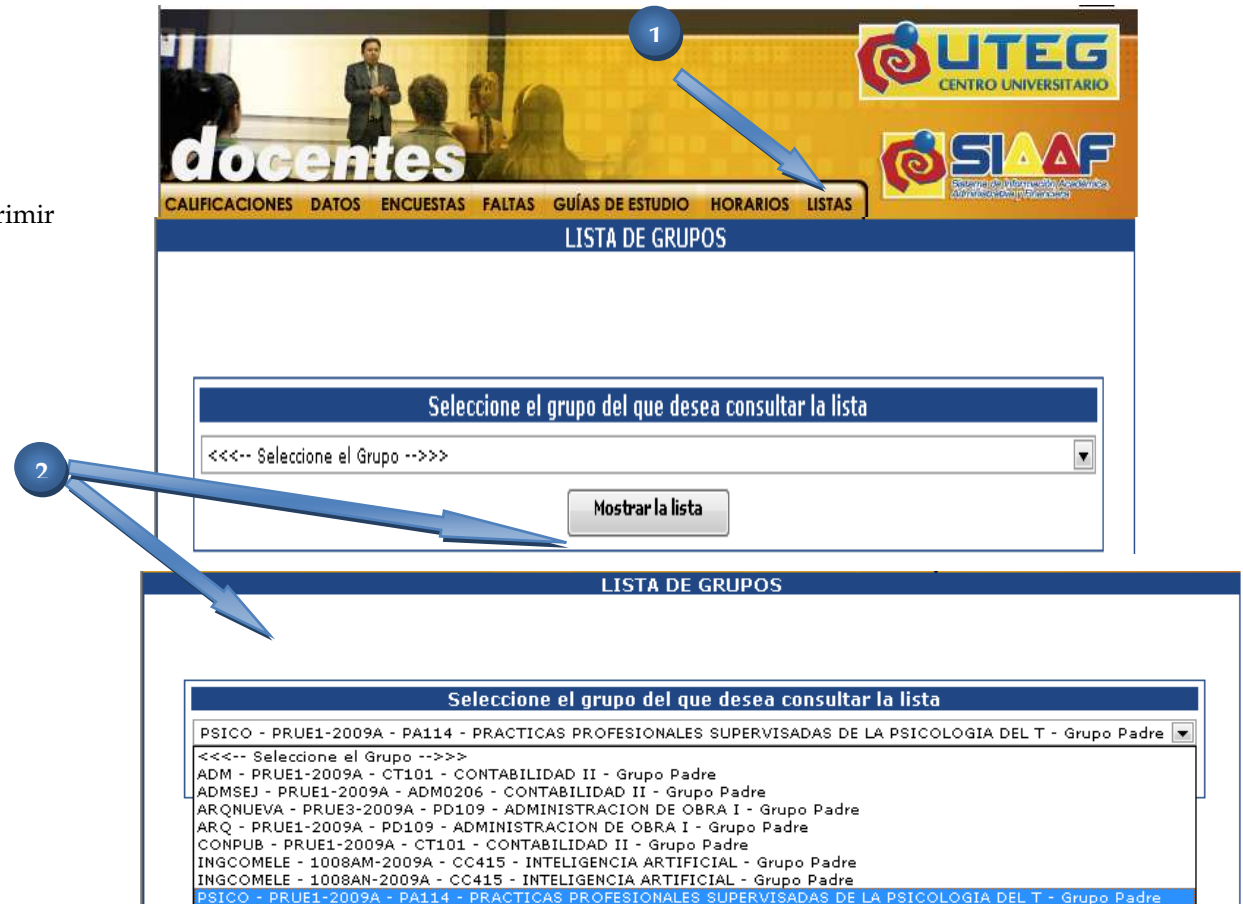 1
UTEG
CENTRO UNIVERSITARIO
docentes
SIAAF
Sistema de Información Académica,
Administrativa y Financiera
CALIFICACIONES DATOS ENCUESTAS FALTAS GUÍAS DE ESTUDIO HORARIOS LISTAS
rimir
LISTA DE GRUPOS
Seleccione el grupo del que desea consultar la lista
<<<-- Seleccione el Grupo -->>>
2
Mostrar la lista
LISTA DE GRUPOS
Seleccione el grupo del que desea consultar la lista
PSICO - PRUE1-2009A - PA114 - PRACTICAS PROFESIONALES SUPERVISADAS DE LA PSICOLOGIA DEL T - Grupo Padre
<<<-- Seleccione el Grupo -->>>
ADM - PRUE1-2009A - CT101 - CONTABILIDAD II - Grupo Padre
ADMSEJ - PRUE1-2009A - ADM0206 - CONTABILIDAD II - Grupo Padre
ARQNUEVA - PRUE3-2009A - PD109 - ADMINISTRACION DE OBRA I - Grupo Padre
ARQ - PRUE1-2009A - PD109 - ADMINISTRACION DE OBRA I - Grupo Padre
CONPUB - PRUE1-2009A - CT101 - CONTABILIDAD II - Grupo Padre
INGCOMELE - 1008AM-2009A - CC415 - INTELIGENCIA ARTIFICIAL - Grupo Padre
INGCOMELE - 1008AN-2009A - CC415 - INTELIGENCIA ARTIFICIAL - Grupo Padre
PSICO - PRUE1-2009A - PA114 - PRACTICAS PROFESIONALES SUPERVISADAS DE LA PSICOLOGIA DEL T - Grupo Padre